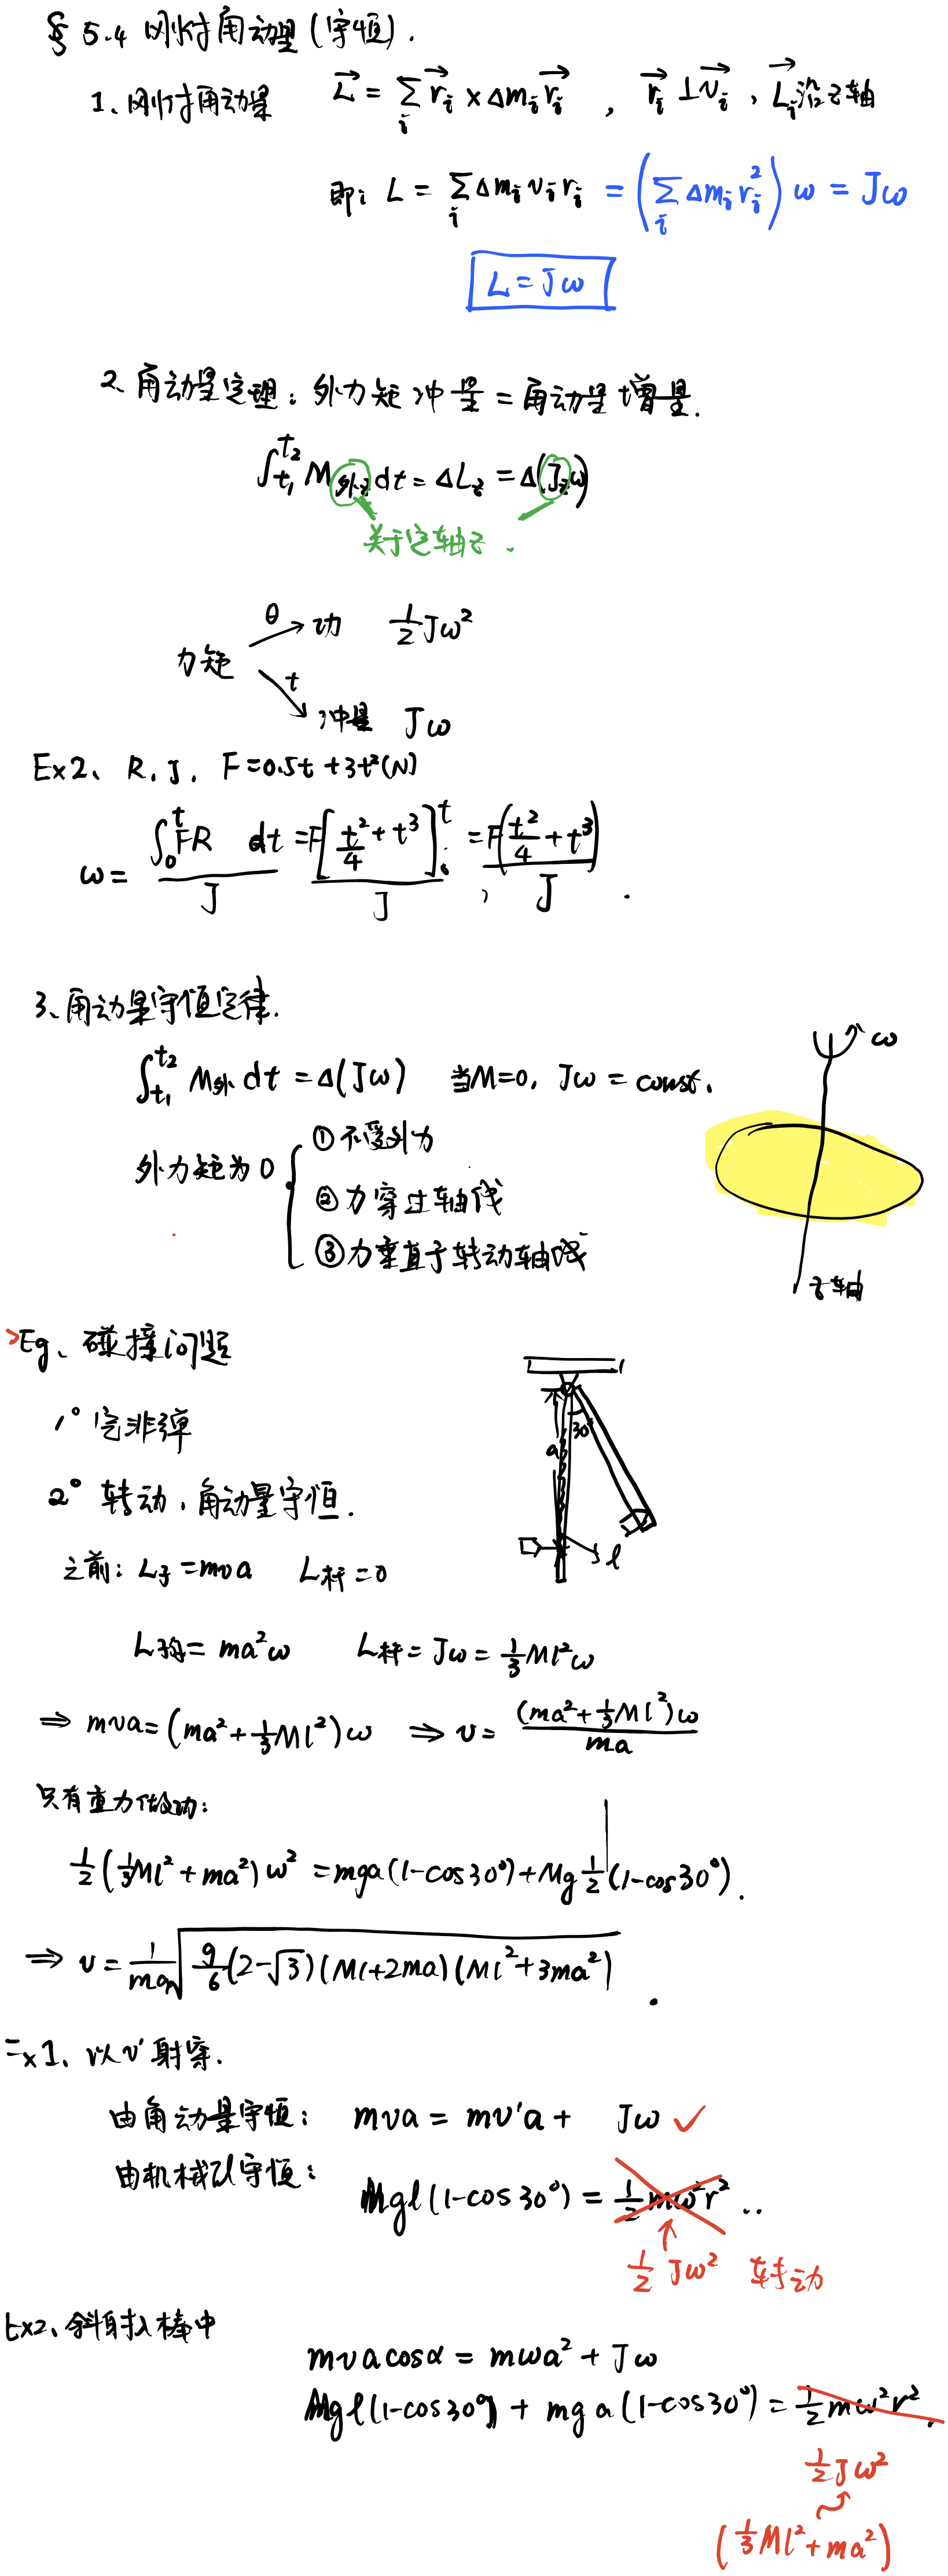 § 5.4 刚体角动量(守恒).
1、刚体角动量 $\vec{L} = \sum_i \vec{r_i} \times \Delta m_i \vec{r_i}$ , $\vec{r_i} \perp \vec{v_i}$ , $\vec{L_i}$ 沿z轴
即: $L = \sum_i \Delta m_i v_i r_i = \left(\sum_i \Delta m_i r_i^2\right) \omega = J\omega$
$L = J\omega$
2、角动量定理: 外力矩冲量 = 角动量增量.
$\int_{t_1}^{t_2} M_{外z} dt = \Delta L_z = \Delta(J_z\omega)$
关于定轴z.
θ 功 $\frac{1}{2}J\omega^2$
力矩
t
冲量 $J\omega$
Ex2、 R, J, F=0.5t+3t²(N)
$\omega = \frac{\int_0^t FR \quad dt}{J} = \frac{F\left[\frac{t^2}{4}+t^3\right]_0^t}{J} = \frac{F\left(\frac{t^2}{4}+t^3\right)}{J}$ .
3、角动量守恒定律.
ω
$\int_{t_1}^{t_2} M_{外} dt = \Delta(J\omega)$ 当M=0, $J\omega = const.$
外力矩为0
① 不受外力
② 力穿过轴线
③ 力垂直于转动轴线
z轴
Eg、碰撞问题
1° 完非弹
30°
a
2° 转动, 角动量守恒.
l
之前: $L_子 = mva$ $L_杆 = 0$
$= ma^2\omega$ $L_杆 = J\omega = \frac{1}{3}Ml^2\omega$
$\Rightarrow mva = \left(ma^2+\frac{1}{3}Ml^2\right)\omega \Rightarrow v = \frac{(ma^2+\frac{1}{3}Ml^2)\omega}{ma}$
只有重力做功:
$\frac{1}{2}\left(\frac{1}{3}Ml^2+ma^2\right)\omega^2 = mga(1-\cos30°)+Mg\frac{l}{2}(1-\cos30°)$.
$\Rightarrow v = \frac{1}{ma}\sqrt{\frac{g}{6}(2-\sqrt{3})(Ml+2ma)(Ml^2+3ma^2)}$ .
Ex1、以v'射穿.
由角动量守恒: $mva = mv'a + J\omega$ ✓
由机械能守恒:
$Mgl(1-\cos30°) = \frac{1}{2}m\omega^2r^2$ ..
$\frac{1}{2}J\omega^2$ 转动
Ex2、斜射入棒中
$mva\cos\alpha = m\omega a^2 + J\omega$
$Mgl(1-\cos30°) + mga(1-\cos30°) = \frac{1}{2}m\omega^2r^2$.
$\frac{1}{2}J\omega^2$
$\left(\frac{1}{3}Ml^2+ma^2\right)$